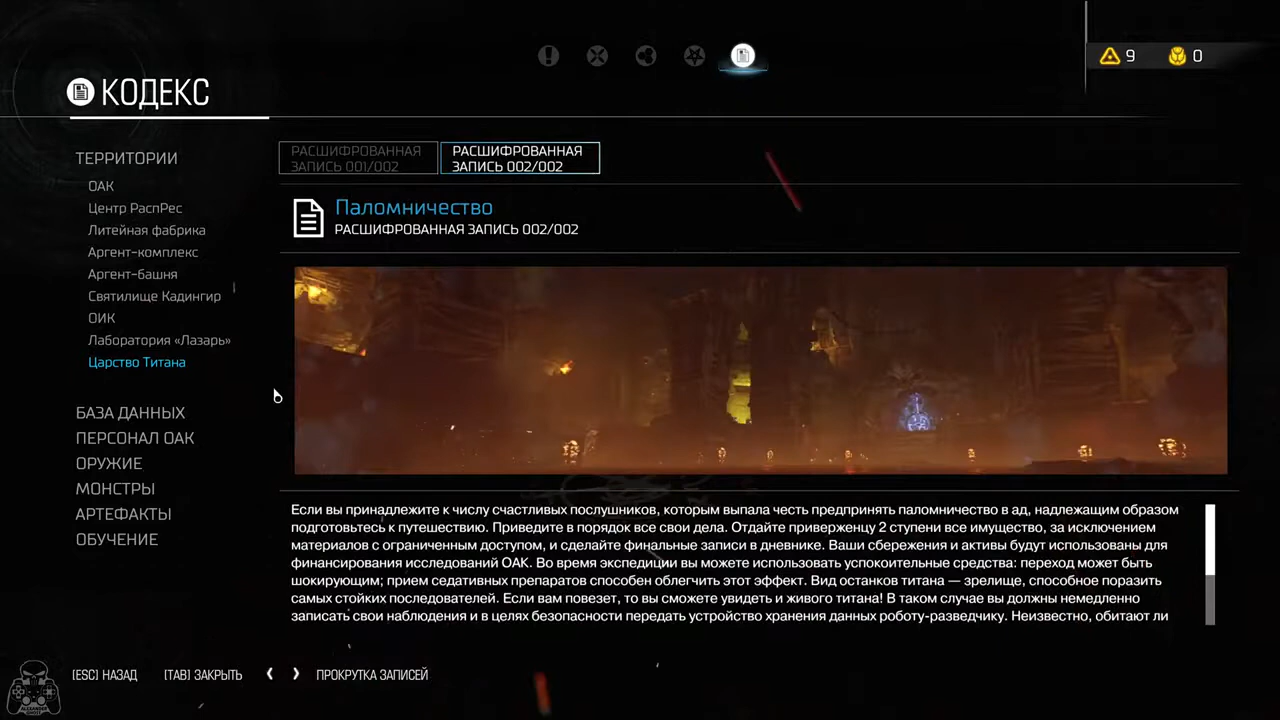 9
0
КОДЕКС
ТЕРРИТОРИИ
ОАК
Центр РаспРес
Литейная фабрика
Аргент-комплекс
Аргент-башня
Святилище Кадингир
ОИК
Лаборатория «Лазарь»
Царство Титана
БАЗА ДАННЫХ
ПЕРСОНАЛ ОАК
ОРУЖИЕ
МОНСТРЫ
АРТЕФАКТЫ
ОБУЧЕНИЕ
РАСШИФРОВАННАЯ
ЗАПИСЬ 001/002
РАСШИФРОВАННАЯ
ЗАПИСЬ 002/002
Паломничество
РАСШИФРОВАННАЯ ЗАПИСЬ 002/002
Если вы принадлежите к числу счастливых послушников, которым выпала честь предпринять паломничество в ад, надлежащим образом
подготовьтесь к путешествию. Приведите в порядок все свои дела. Отдайте приверженцу 2 ступени все имущество, за исключением
материалов с ограниченным доступом, и сделайте финальные записи в дневнике. Ваши сбережения и активы будут использованы для
финансирования исследований ОАК. Во время экспедиции вы можете использовать успокоительные средства: переход может быть
шокирующим; прием седативных препаратов способен облегчить этот эффект. Вид останков титана — зрелище, способное поразить
самых стойких последователей. Если вам повезет, то вы сможете увидеть и живого титана! В таком случае вы должны немедленно
записать свои наблюдения и в целях безопасности передать устройство хранения данных роботу-разведчику. Неизвестно, обитают ли
[ESC] НАЗАД
[TAB] ЗАКРЫТЬ
ПРОКРУТКА ЗАПИСЕЙ